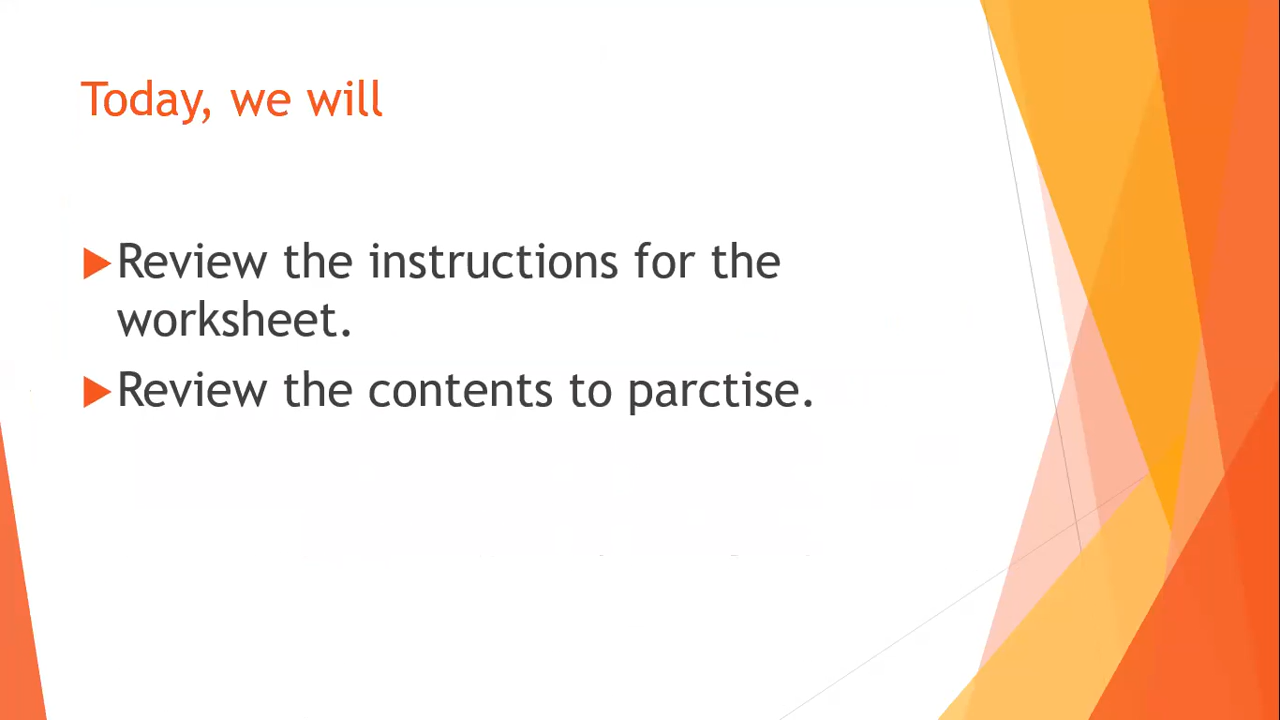 Today, we will
Review the instructions for the
worksheet.
Review the contents to parctise.